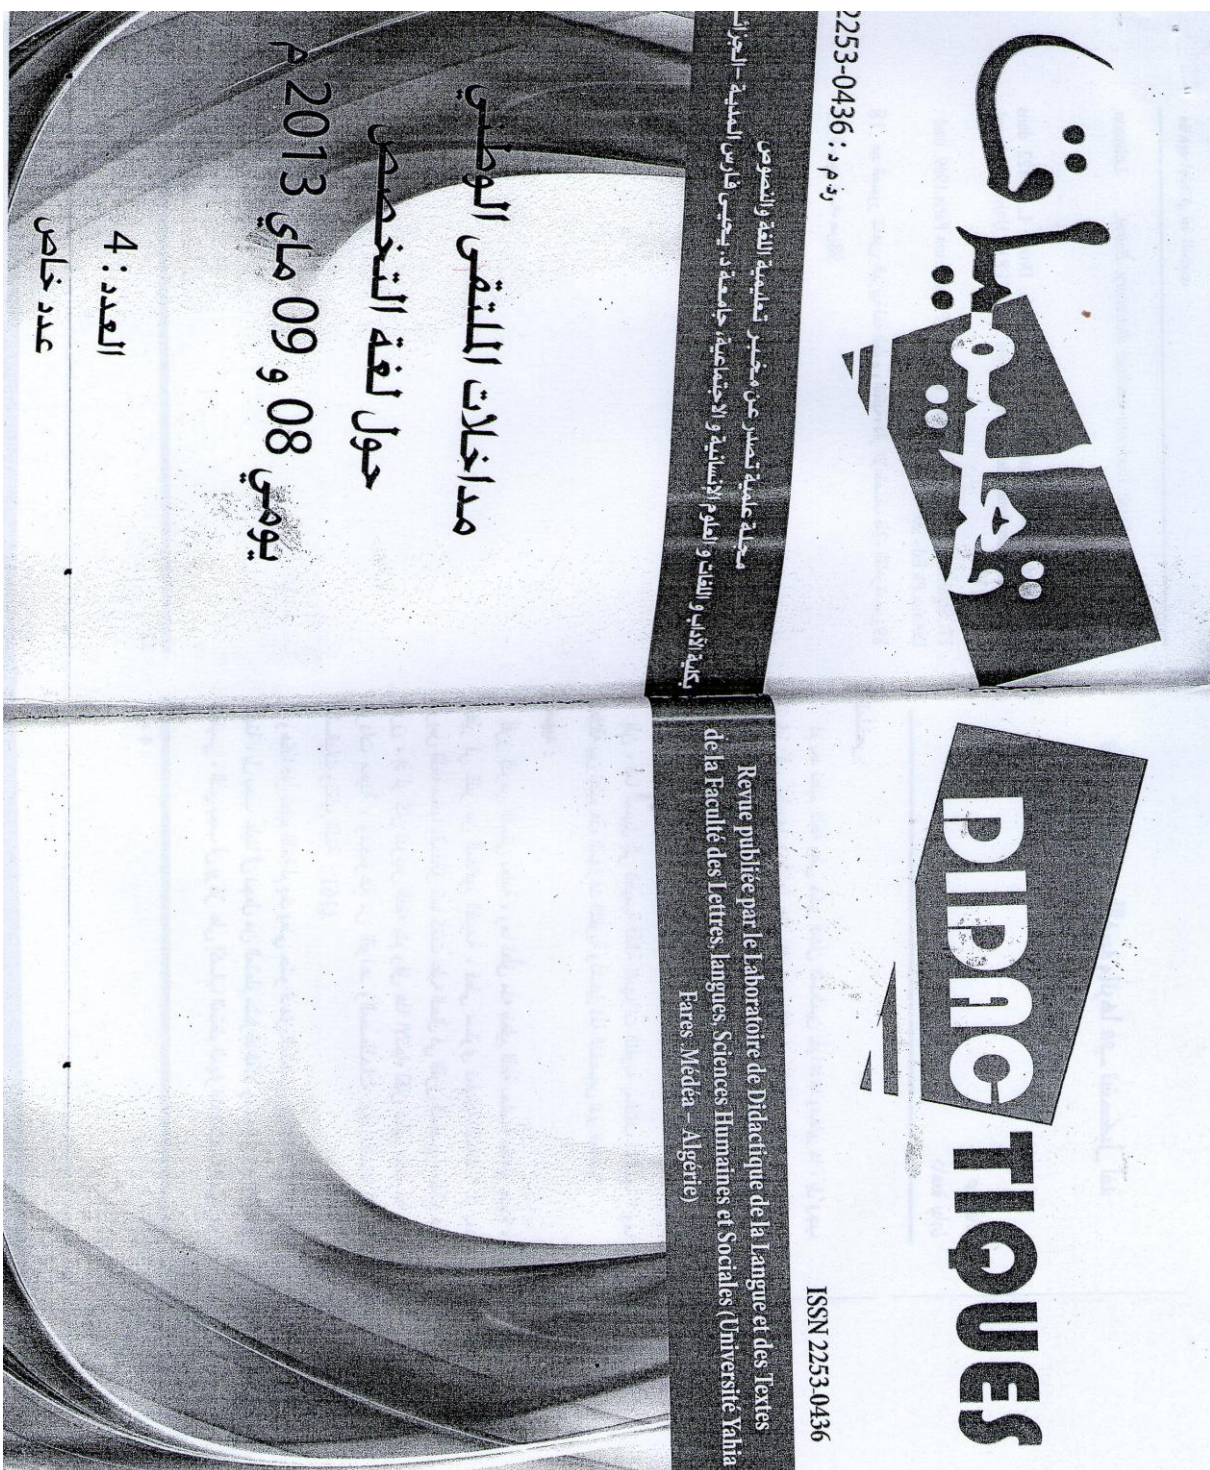 تعليميات
ر د م د : 2253-0436
مجلة علمية تصدر عن مخبر تعليمية اللغة والنصوص
بكلية الآداب و اللغات و العلوم الإنسانية و الاجتماعية، جامعة د. يحيى فارس المدية -الجزائـ
مداخلات الملتقى الوطني
حول لغة التخصص
يومي 08 و 09 ماي 2013 م
العدد: 4
عدد خاص
DIDACTIQUES
ISSN 2253-0436
Revue publiée par le Laboratoire de Didactique de la Langue et des Textes
de la Faculté des Lettres, langues, Sciences Humaines et Sociales (Université Yahia
Fares Médéa – Algérie)